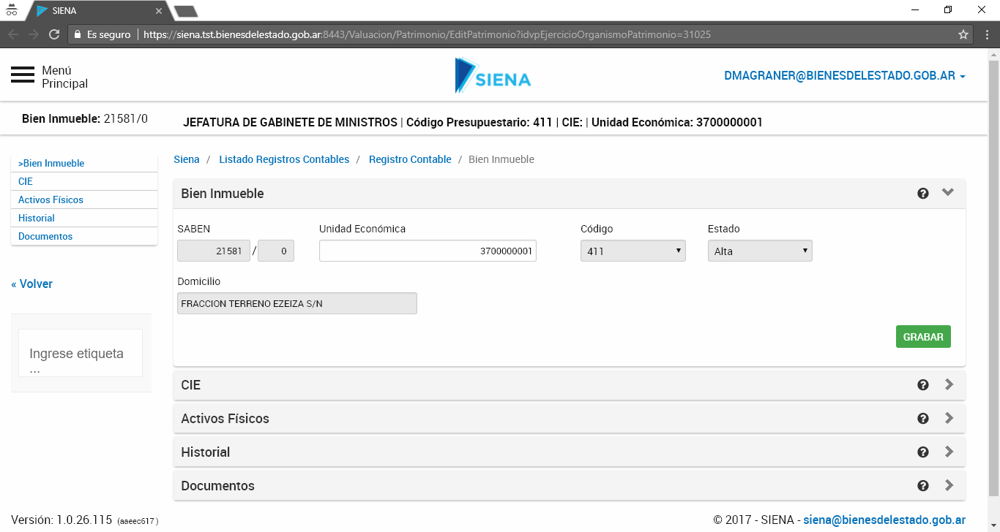 SIENA
Es seguro | https://siena.tst.bienesdelestado.gob.ar:8443/Valuacion/Patrimonio/EditPatrimonio?idvpEjercicioOrganismoPatrimonio=31025
Menú
Principal
SIENA
DMAGRANER@BIENESDELESTADO.GOB.AR
Bien Inmueble: 21581/0
JEFATURA DE GABINETE DE MINISTROS | Código Presupuestario: 411 | CIE: | Unidad Económica: 3700000001
>Bien Inmueble
CIE
Activos Físicos
Historial
Documentos
« Volver
Ingrese etiqueta
...
Siena / Listado Registros Contables / Registro Contable / Bien Inmueble
Bien Inmueble
SABEN Unidad Económica Código Estado
21581 / 0 3700000001 411 Alta
Domicilio
FRACCION TERRENO EZEIZA S/N
GRABAR
CIE
Activos Físicos
Historial
Documentos
Versión: 1.0.26.115 (aaeec617)
© 2017 - SIENA - siena@bienesdelestado.gob.ar